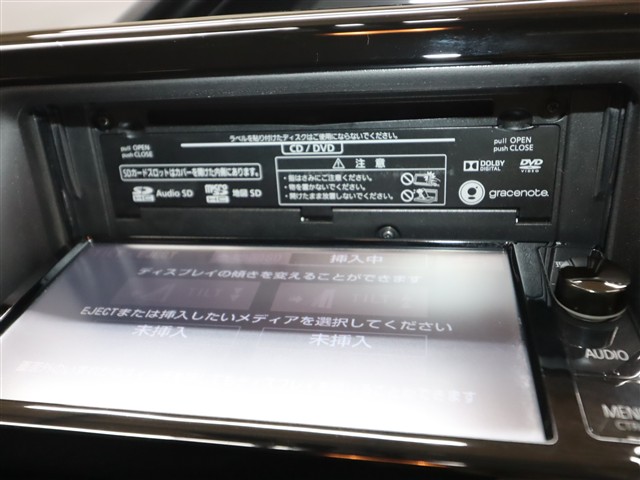 ラベルを貼り付けたディスクはご使用にならないでください。
pull OPEN
push CLOSE
CD / DVD
pull OPEN
push CLOSE
SDカードスロットはカバーを開けた内側にあります。
注 意
・指はさみにご注意ください。
・物を置かないでください。
・開けたまま放置しないでください。
Audio SD
地図 SD
DOLBY
DIGITAL
DVD
VIDEO
gracenote
挿入中
ディスプレイの傾きを変えることができます
EJECTまたは挿入したいメディアを選択してください
未挿入
未挿入
AUDIO